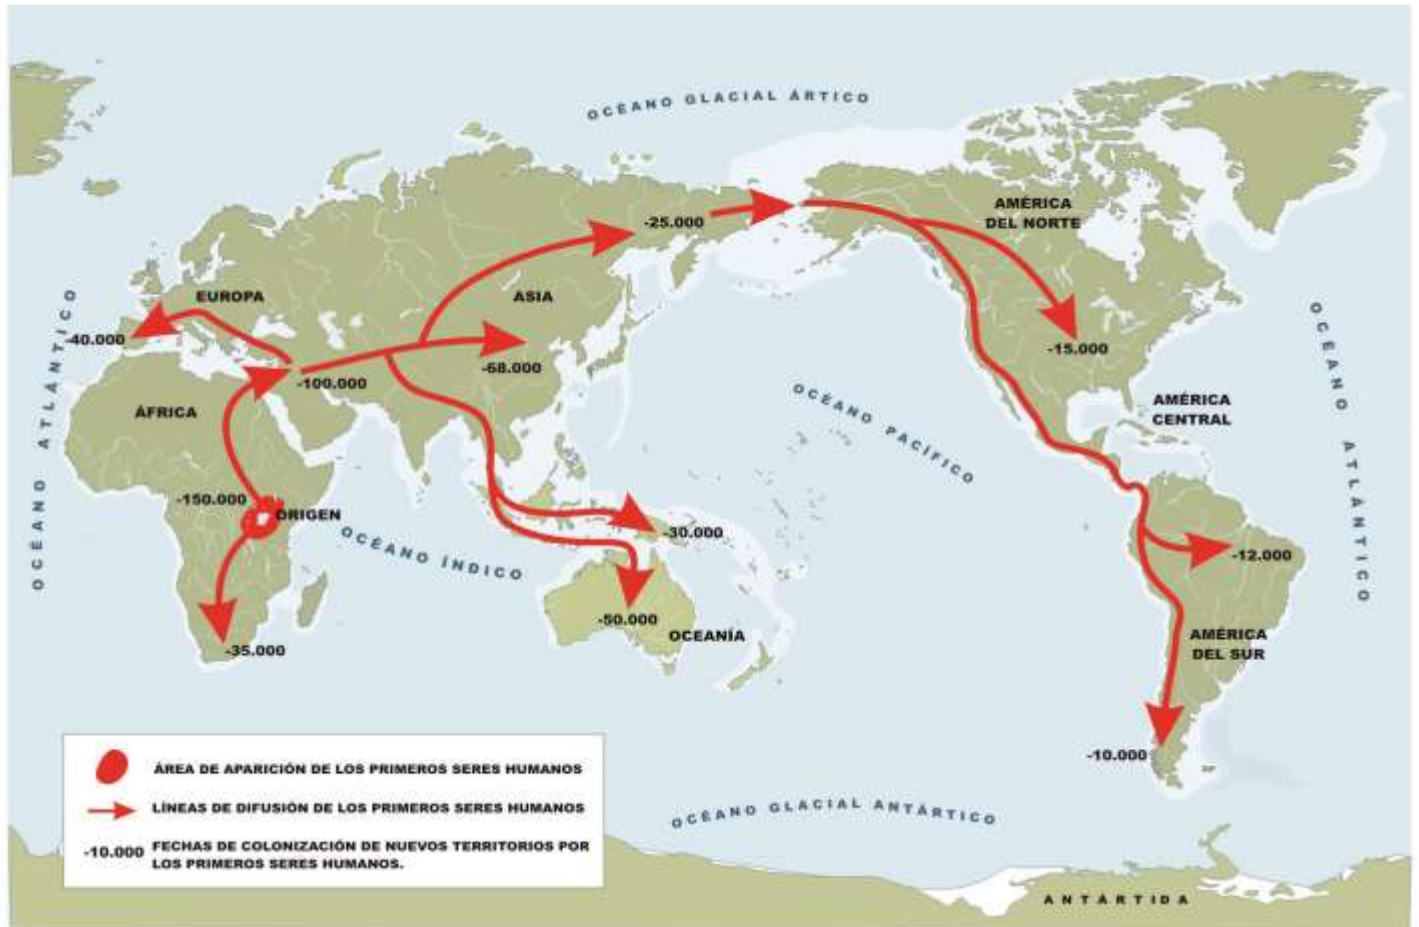 OCÉANO GLACIAL ÁRTICO
AMÉRICA
DEL NORTE
-25.000
EUROPA
ASIA
-40.000
-68.000
-100.000
-15.000
OCÉANO ATLÁNTICO
ÁFRICA
OCÉANO PACÍFICO
AMÉRICA
CENTRAL
OCÉANO ATLÁNTICO
-150.000
ORIGEN
OCÉANO ÍNDICO
-30.000
-12.000
-50.000
OCEANÍA
-35.000
AMÉRICA
DEL SUR
-10.000
ÁREA DE APARICIÓN DE LOS PRIMEROS SERES HUMANOS
LÍNEAS DE DIFUSIÓN DE LOS PRIMEROS SERES HUMANOS
-10.000 FECHAS DE COLONIZACIÓN DE NUEVOS TERRITORIOS POR
LOS PRIMEROS SERES HUMANOS.
OCÉANO GLACIAL ANTÁRTICO
ANTÁRTIDA